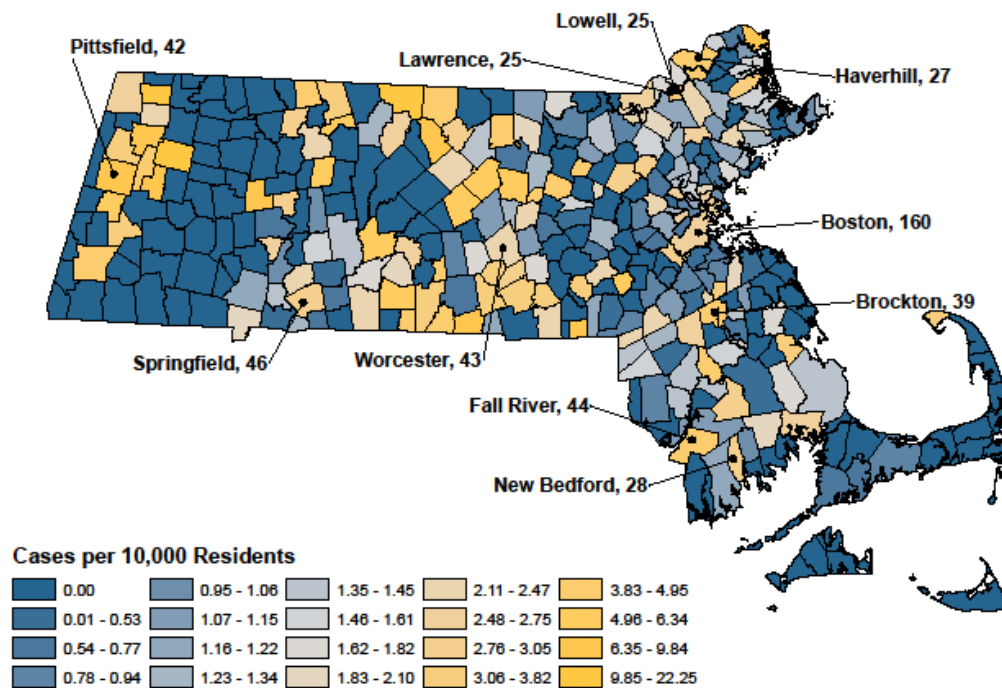 Lowell, 25
Pittsfield, 42
Lawrence, 25
Haverhill, 27
Boston, 160
Brockton, 39
Springfield, 46
Worcester, 43
Fall River, 44
New Bedford, 28
Cases per 10,000 Residents
0.00 0.95 - 1.06 1.35 - 1.45 2.11 - 2.47 3.83 - 4.95
0.01 - 0.53 1.07 - 1.15 1.46 - 1.61 2.48 - 2.75 4.96 - 6.34
0.54 - 0.77 1.16 - 1.22 1.62 - 1.82 2.76 - 3.05 6.35 - 9.84
0.78 - 0.94 1.23 - 1.34 1.83 - 2.10 3.06 - 3.82 9.85 - 22.25